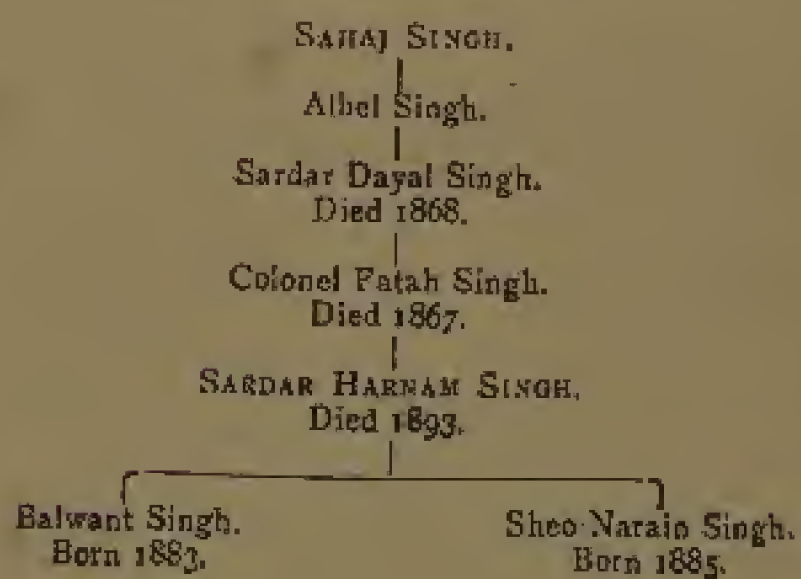 SAHAJ SINGH.
Albel Singh.
Sardar Dayal Singh.
Died 1868.
Colonel Fatah Singh.
Died 1867.
SARDAR HARNAM SINGH.
Died 1893.
Balwant Singh.
Born 1883.
Sheo Narain Singh.
Born 1885.